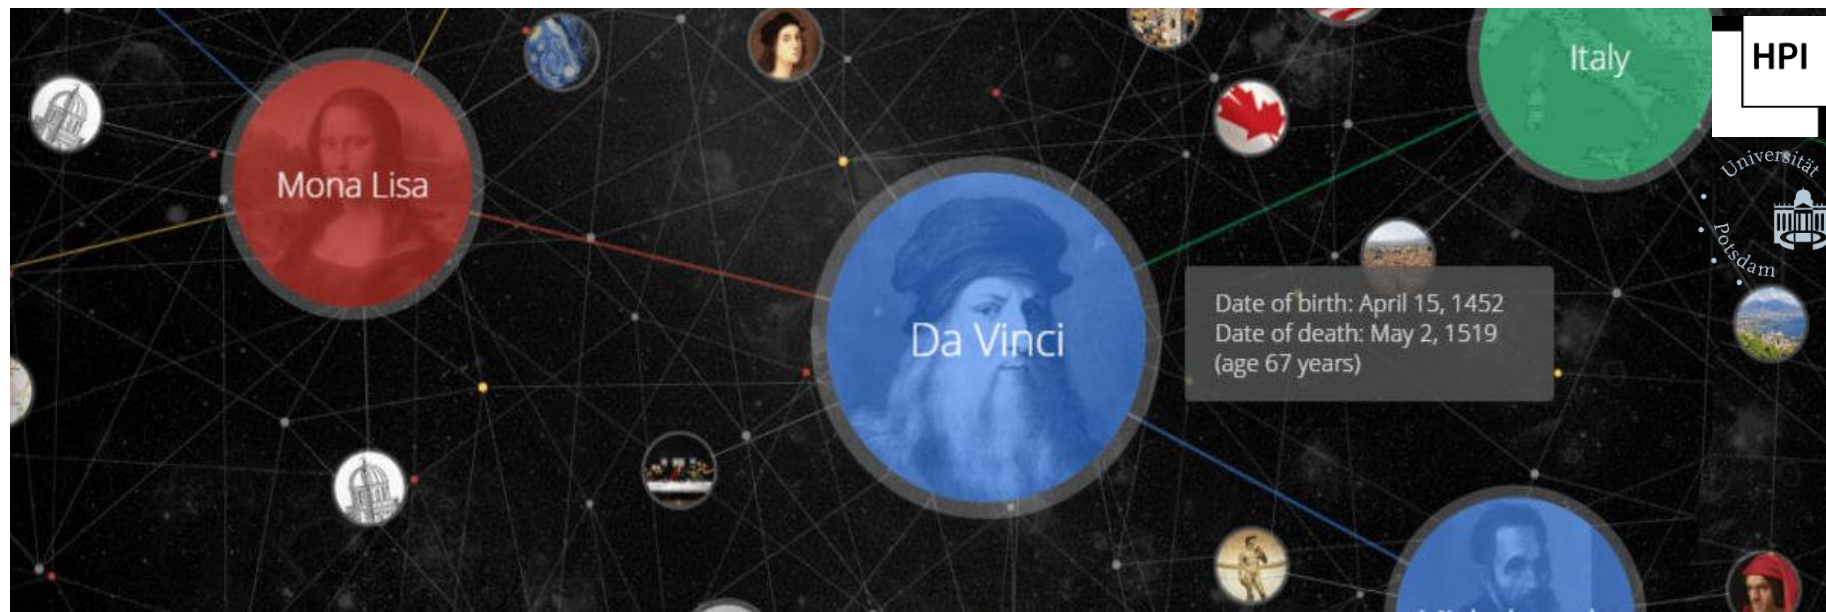 Italy
HPI
Universität
Potsdam
Mona Lisa
Da Vinci
Date of birth: April 15, 1452
Date of death: May 2, 1519
(age 67 years)